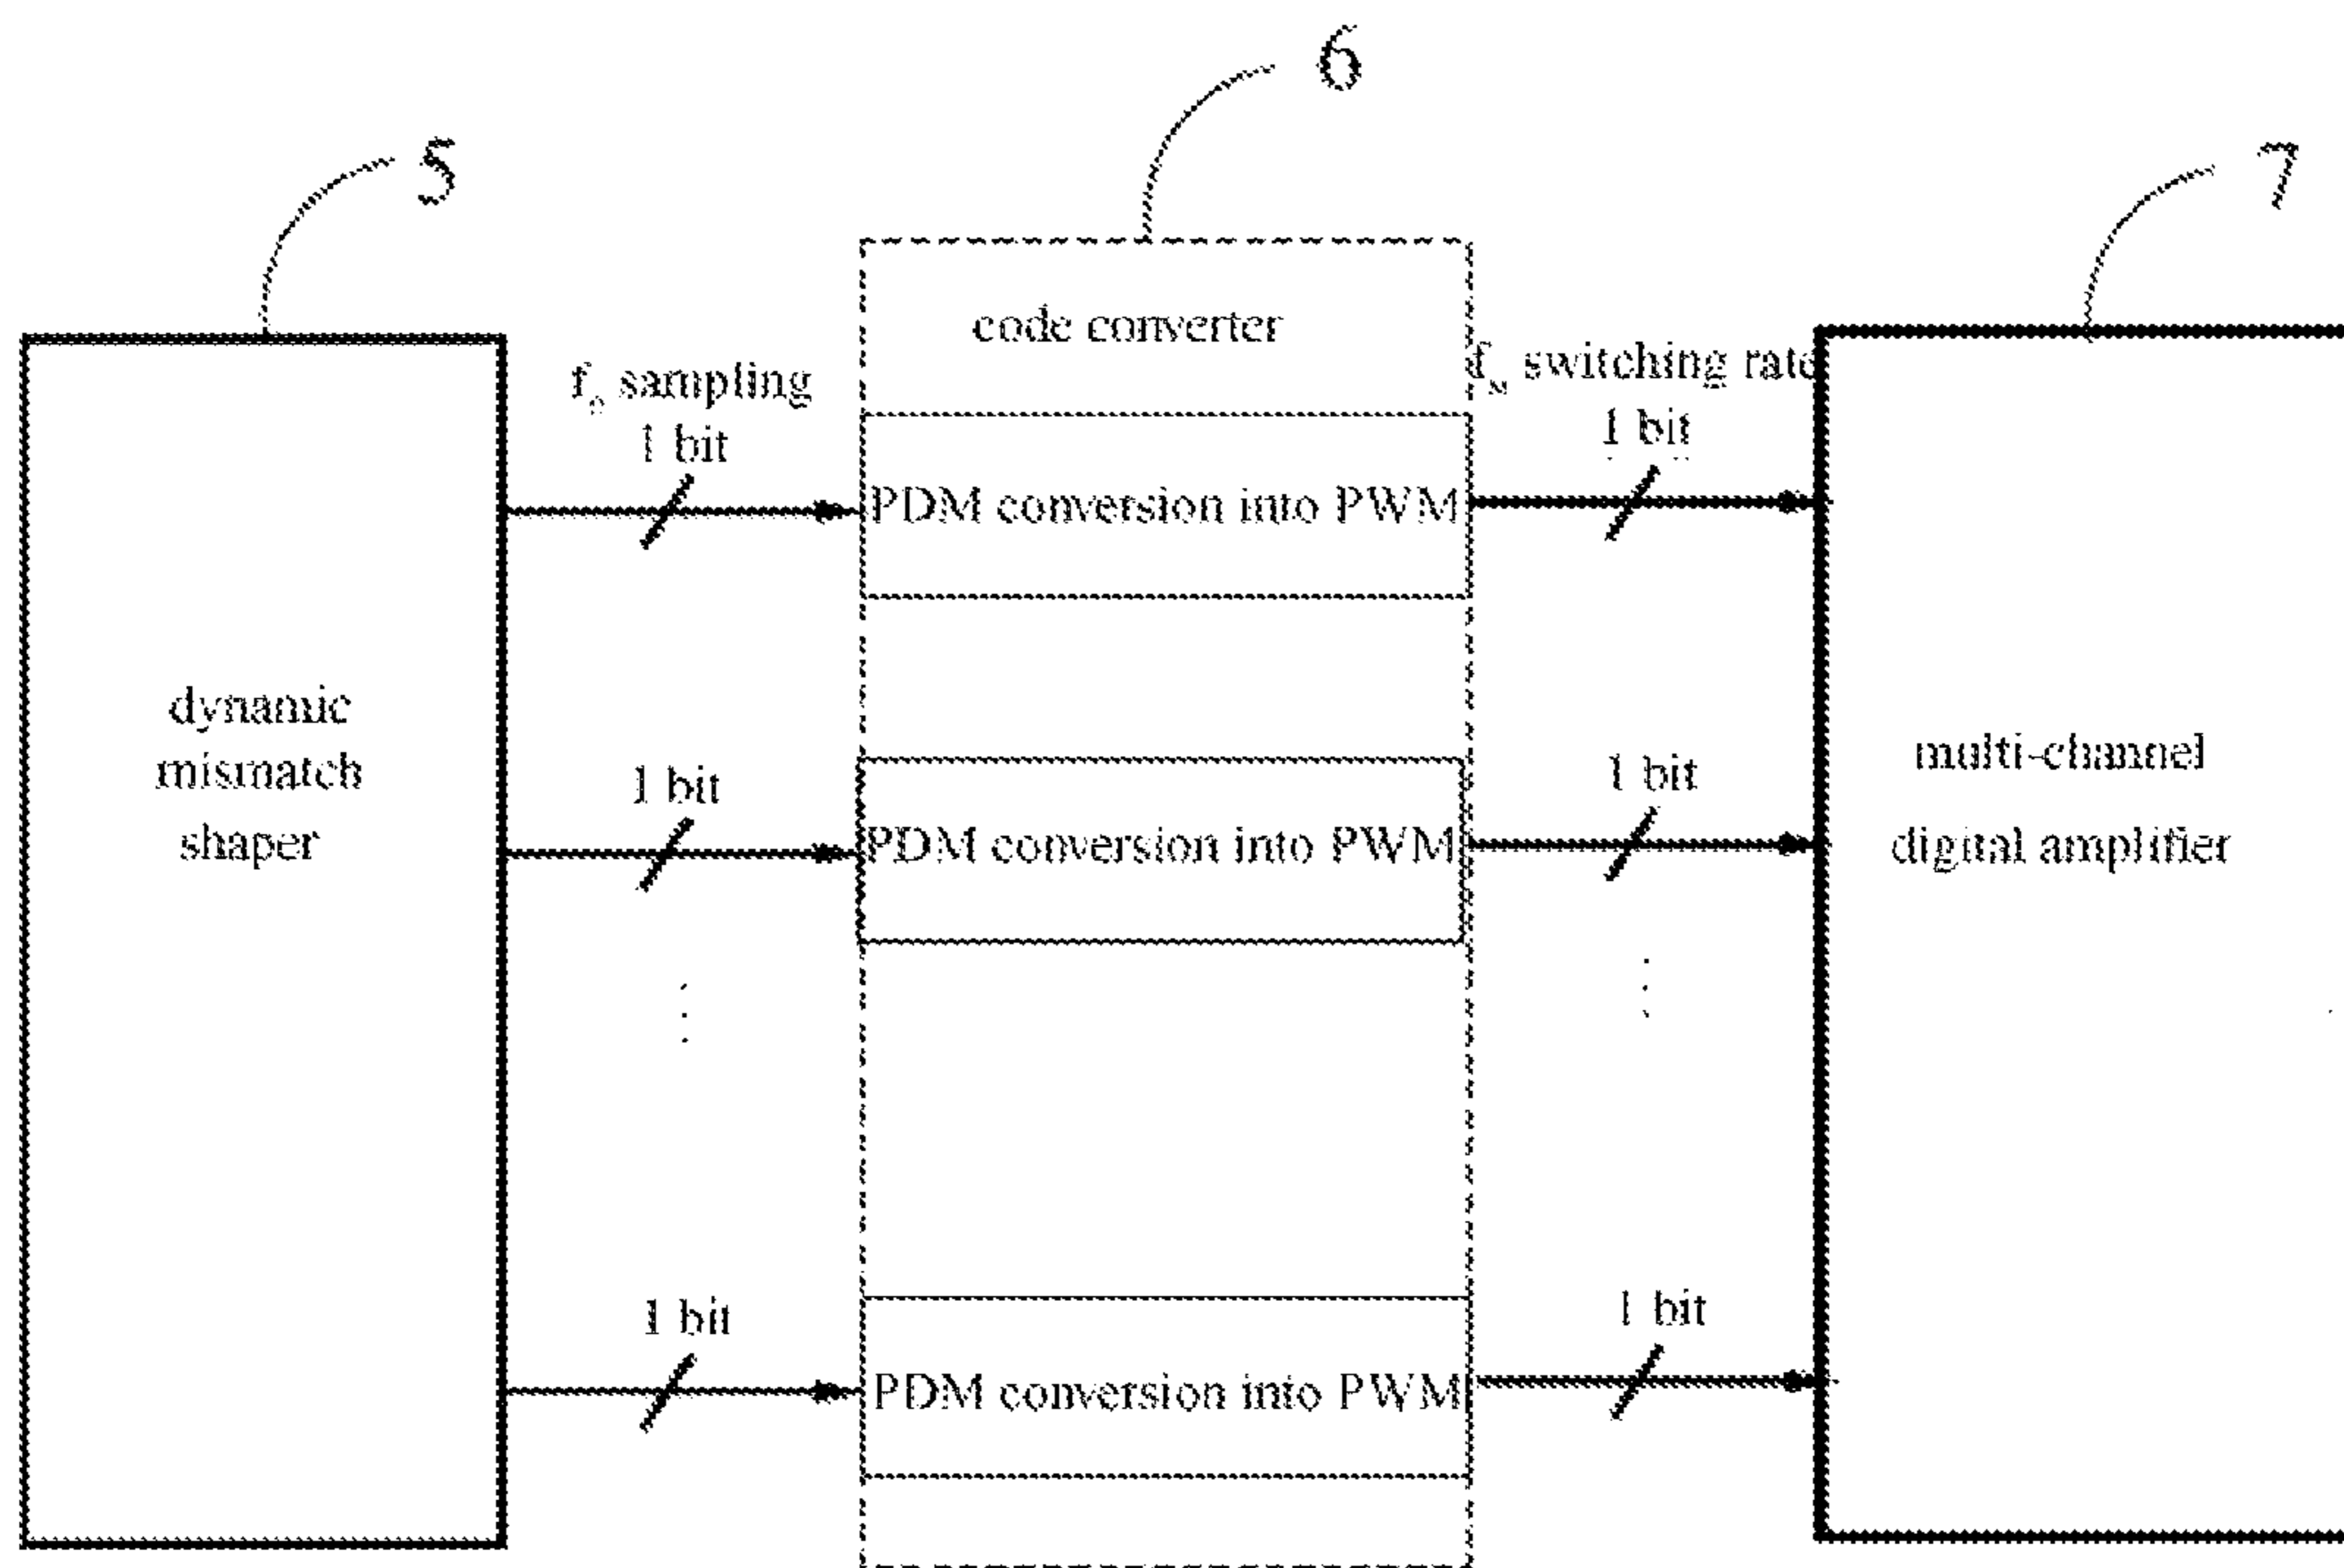 6
5
7
code converter
f sampling
1 bit
f switching rate
1 bit
PDM conversion into PWM
dynamic
mismatch
shaper
1 bit
PDM conversion into PWM
1 bit
multi-channel
digital amplifier
1 bit
PDM conversion into PWM
1 bit